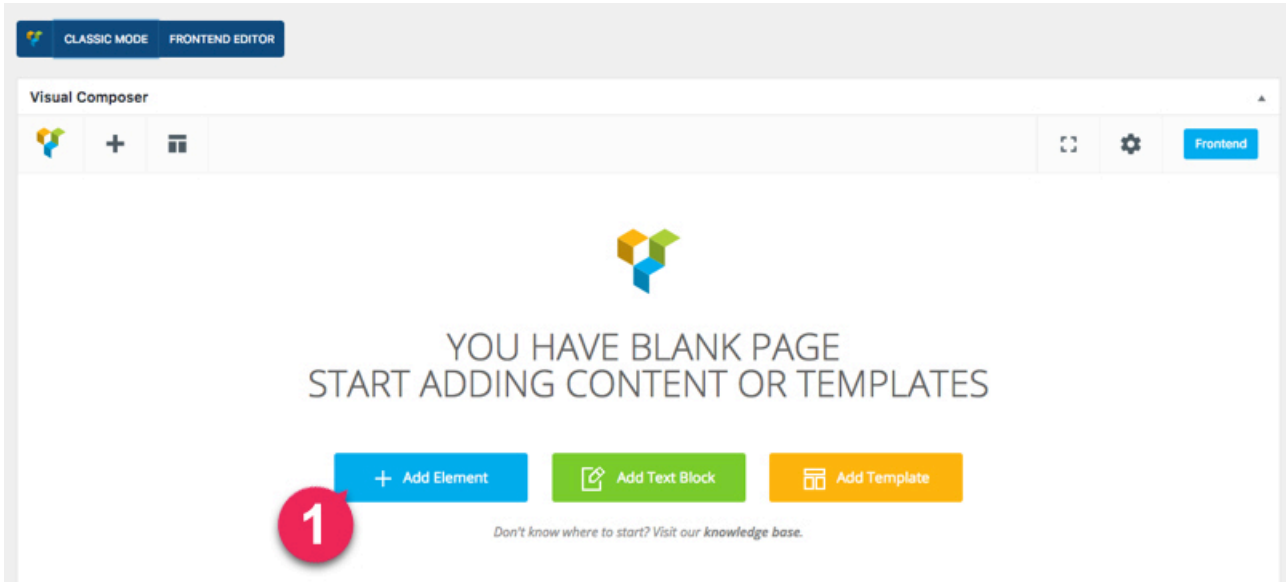 CLASSIC MODE FRONTEND EDITOR
Visual Composer
Frontend
YOU HAVE BLANK PAGE
START ADDING CONTENT OR TEMPLATES
Add Element Add Text Block Add Template
1
Don't know where to start? Visit our knowledge base.